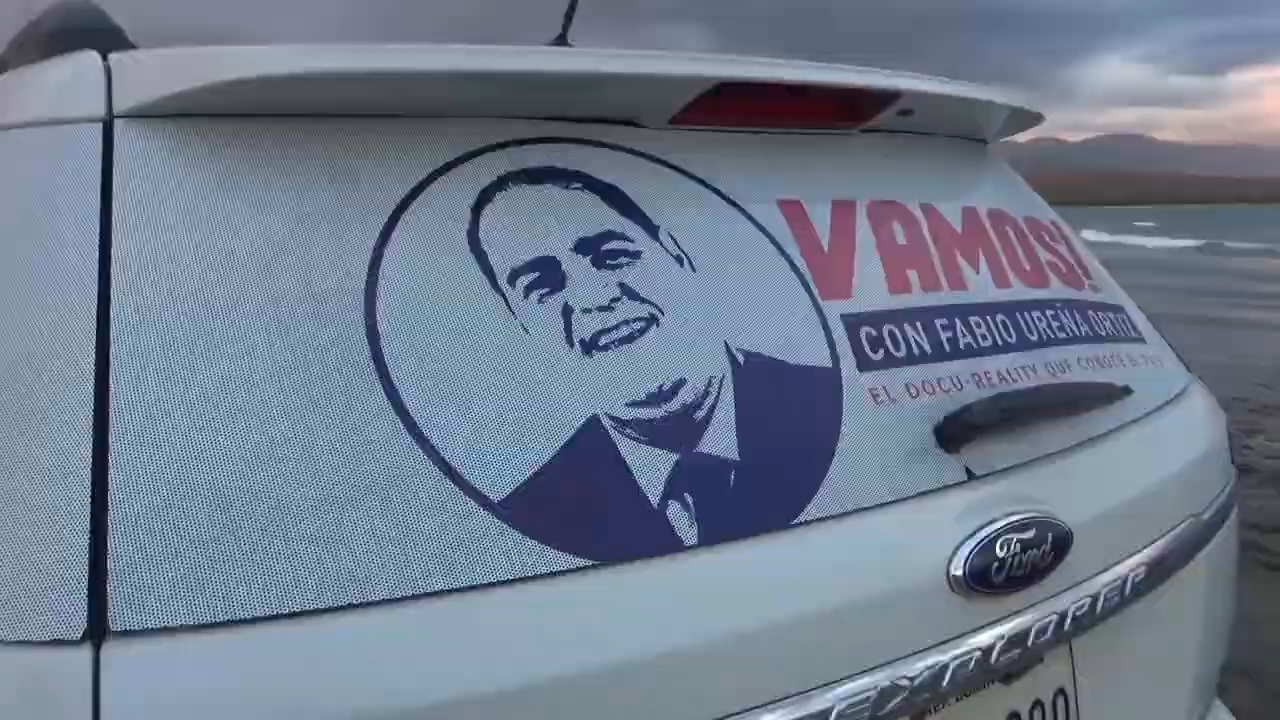 VAMOS!
CON FABIO UREÑA ORTIZ
EL DOCU-REALITY QUE CONOCE EL PAÍS
Ford
EXPLORER